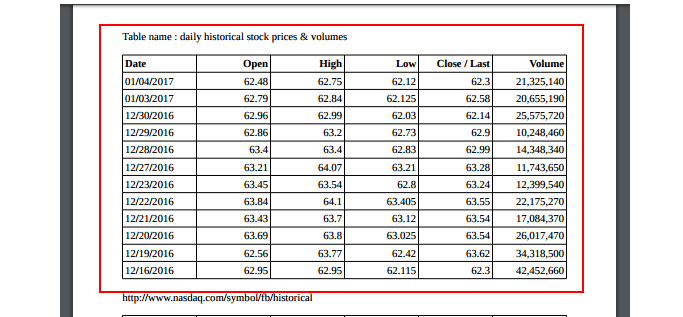 Table name : daily historical stock prices & volumes
Date Open High Low Close / Last Volume
01/04/2017 62.48 62.75 62.12 62.3 21,325,140
01/03/2017 62.79 62.84 62.125 62.58 20,655,190
12/30/2016 62.96 62.99 62.03 62.14 25,575,720
12/29/2016 62.86 63.2 62.73 62.9 10,248,460
12/28/2016 63.4 63.4 62.83 62.99 14,348,340
12/27/2016 63.21 64.07 63.21 63.28 11,743,650
12/23/2016 63.45 63.54 62.8 63.24 12,399,540
12/22/2016 63.84 64.1 63.405 63.55 22,175,270
12/21/2016 63.43 63.7 63.12 63.54 17,084,370
12/20/2016 63.69 63.8 63.025 63.54 26,017,470
12/19/2016 62.56 63.77 62.42 63.62 34,318,500
12/16/2016 62.95 62.95 62.115 62.3 42,452,660
http://www.nasdaq.com/symbol/fb/historical